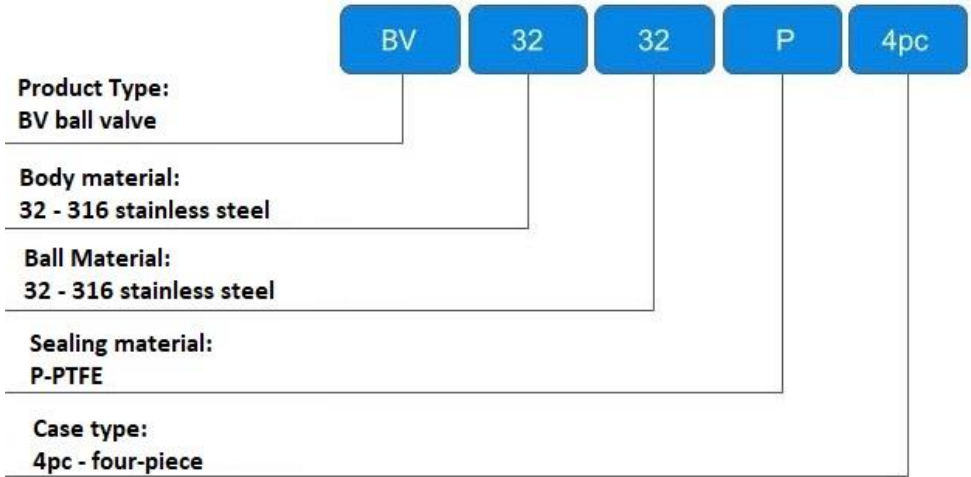 BV 32 32 P 4pc
Product Type:
BV ball valve
Body material:
32 - 316 stainless steel
Ball Material:
32 - 316 stainless steel
Sealing material:
P-PTFE
Case type:
4pc - four-piece